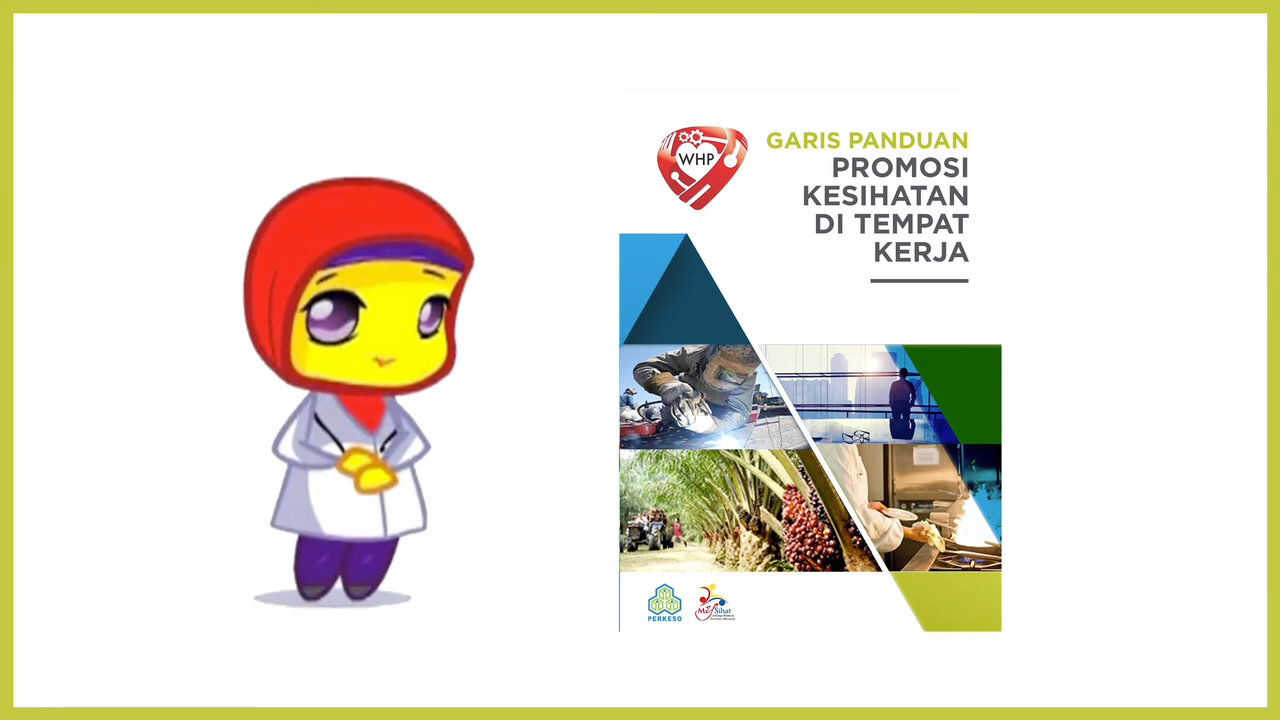 WHP
GARIS PANDUAN
PROMOSI
KESIHATAN
DI TEMPAT
KERJA
PERKESO
MySihat